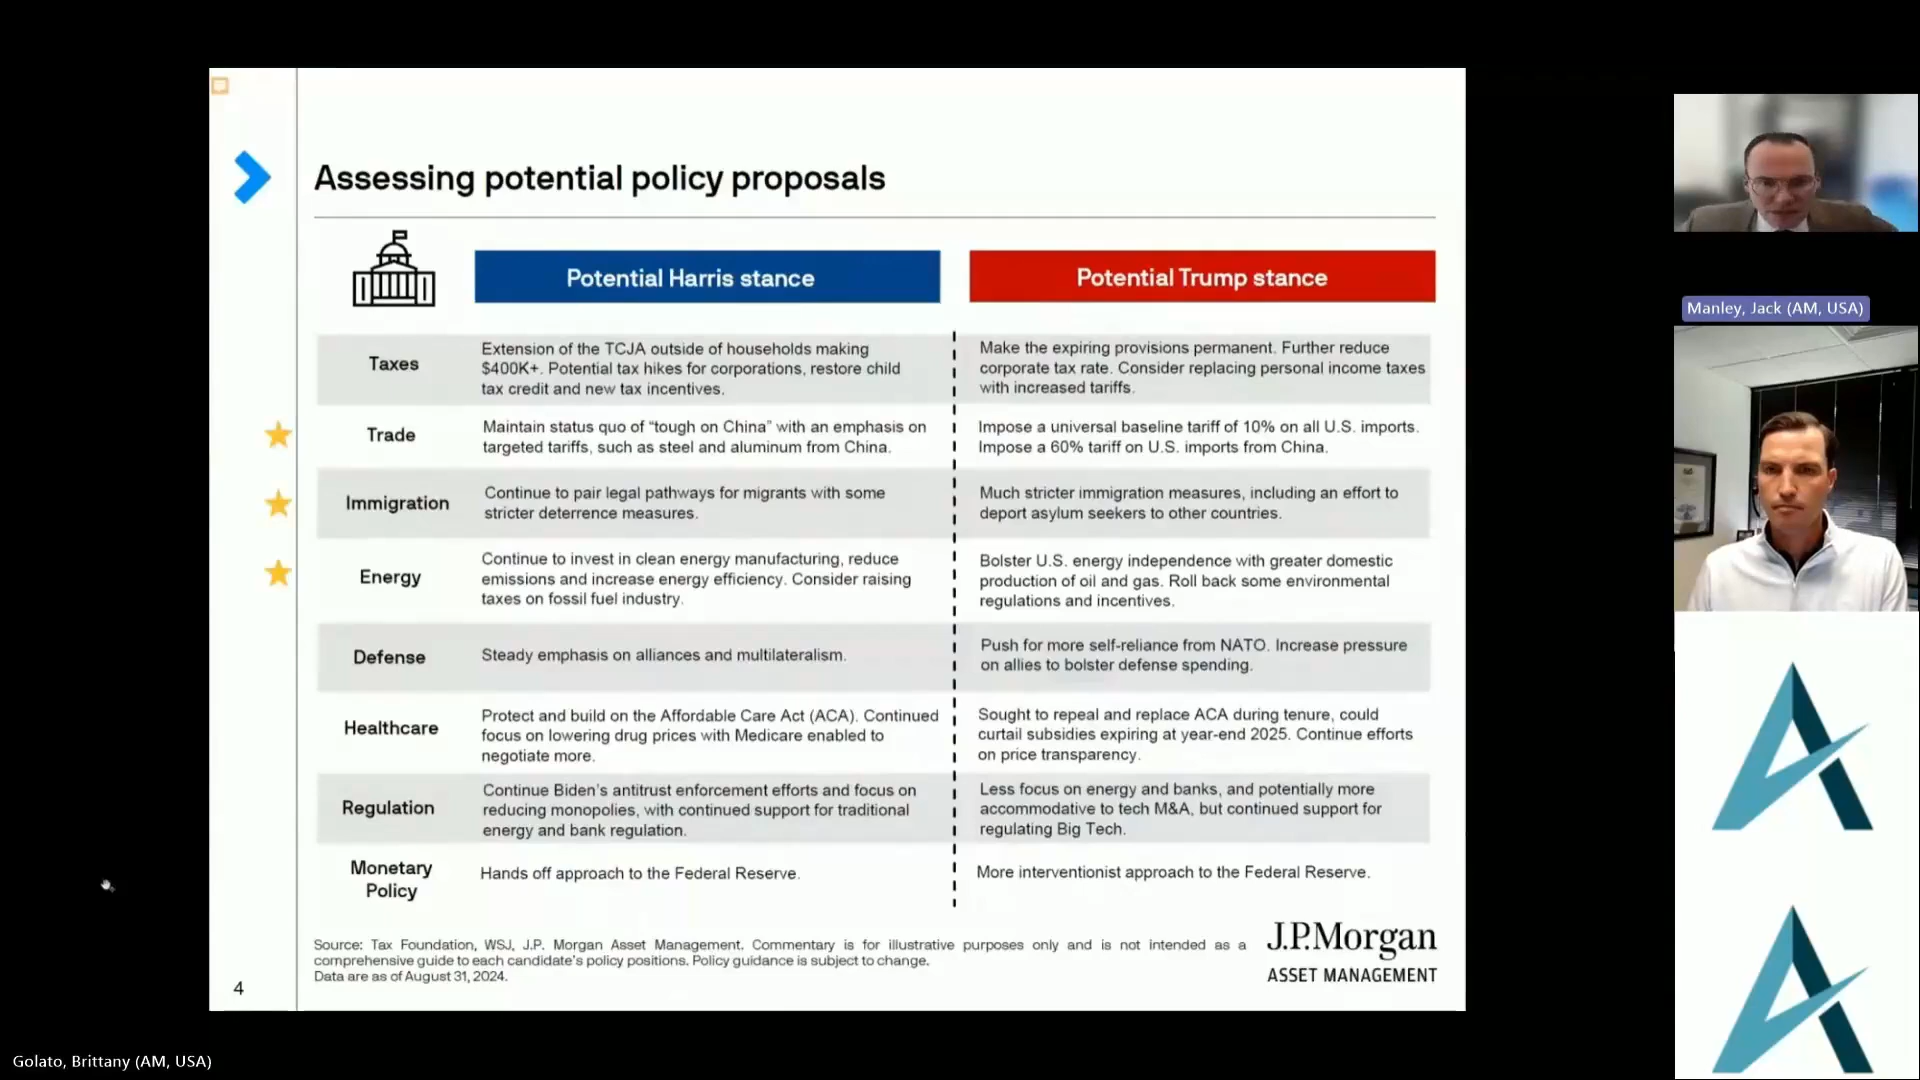 Assessing potential policy proposals
Potential Harris stance
Potential Trump stance
Taxes
Extension of the TCJA outside of households making
$400K+. Potential tax hikes for corporations, restore child
tax credit and new tax incentives.
Make the expiring provisions permanent. Further reduce
corporate tax rate. Consider replacing personal income taxes
with increased tariffs.
Trade
Maintain status quo of “tough on China” with an emphasis on
targeted tariffs, such as steel and aluminum from China.
Impose a universal baseline tariff of 10% on all U.S. imports.
Impose a 60% tariff on U.S. imports from China.
Immigration
Continue to pair legal pathways for migrants with some
stricter deterrence measures.
Much stricter immigration measures, including an effort to
deport asylum seekers to other countries.
Energy
Continue to invest in clean energy manufacturing, reduce
emissions and increase energy efficiency. Consider raising
taxes on fossil fuel industry.
Bolster U.S. energy independence with greater domestic
production of oil and gas. Roll back some environmental
regulations and incentives.
Defense
Steady emphasis on alliances and multilateralism.
Push for more self-reliance from NATO. Increase pressure
on allies to bolster defense spending.
Healthcare
Protect and build on the Affordable Care Act (ACA). Continued
focus on lowering drug prices with Medicare enabled to
negotiate more.
Sought to repeal and replace ACA during tenure, could
curtail subsidies expiring at year-end 2025. Continue efforts
on price transparency.
Regulation
Continue Biden’s antitrust enforcement efforts and focus on
reducing monopolies, with continued support for traditional
energy and bank regulation.
Less focus on energy and banks, and potentially more
accommodative to tech M&A, but continued support for
regulating Big Tech.
Monetary
Policy
Hands off approach to the Federal Reserve.
More interventionist approach to the Federal Reserve.
Source: Tax Foundation, WSJ, J.P. Morgan Asset Management. Commentary is for illustrative purposes only and is not intended as a
comprehensive guide to each candidate’s policy positions. Policy guidance is subject to change.
Data are as of August 31, 2024.
J.P.Morgan
ASSET MANAGEMENT
4
Manley, Jack (AM, USA)
Golato, Brittany (AM, USA)